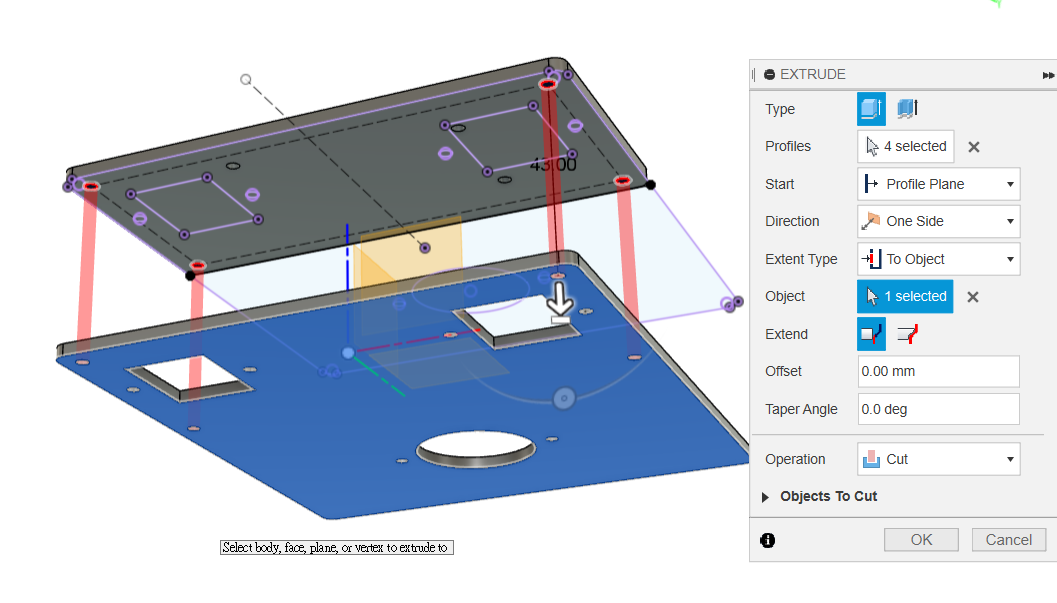 EXTRUDE
Type
Profiles 4 selected
Start Profile Plane
Direction One Side
Extent Type To Object
Object 1 selected
Extend
Offset 0.00 mm
Taper Angle 0.0 deg
Operation Cut
Objects To Cut
OK Cancel
43.00
Select body, face, plane, or vertex to extrude to